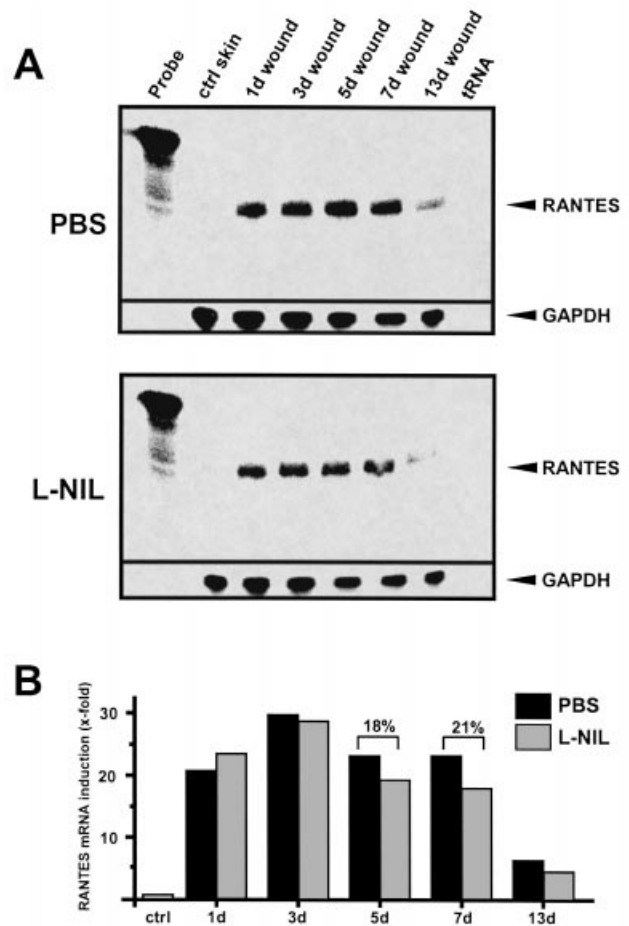 A
Probe
ctrl skin
1d wound
3d wound
5d wound
7d wound
13d wound
tRNA
PBS
RANTES
GAPDH
L-NIL
RANTES
GAPDH
B
RANTES mRNA induction (x-fold)
30
20
10
18%
21%
PBS
L-NIL
ctrl 1d 3d 5d 7d 13d